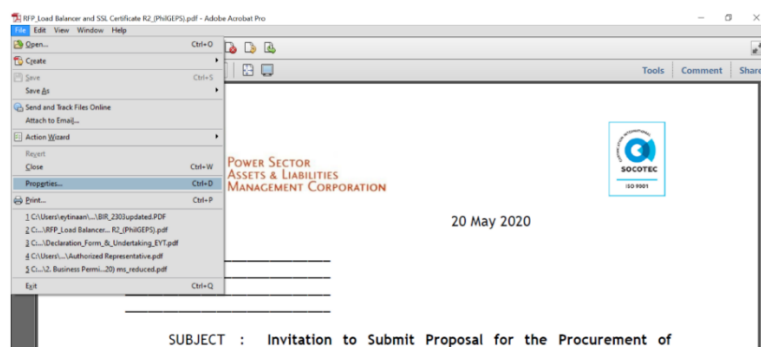 RFP_Load Balancer and SSL Certificate R2_(PhilGEPS).pdf - Adobe Acrobat Pro
File Edit View Window Help
Open... Ctrl+O
Create
Save Ctrl+S
Save As
Send and Track Files Online
Attach to Email...
Action Wizard
Revert
Close Ctrl+W
Properties... Ctrl+D
Print... Ctrl+P
1 C:\Users\eytinaan\...\BIR_2303updated.PDF
2 C:...\RFP_Load Balancer... R2_(PhilGEPS).pdf
3 C:...\Declaration_Form_&_Undertaking_EYT.pdf
4 C:\Users\...\Authorized Representative.pdf
5 C:...\2. Business Permi...20) ms_reduced.pdf
Exit Ctrl+Q
Tools Comment Share
POWER SECTOR
ASSETS & LIABILITIES
MANAGEMENT CORPORATION
SOCOTEC
ISO 9001
20 May 2020
SUBJECT : Invitation to Submit Proposal for the Procurement of